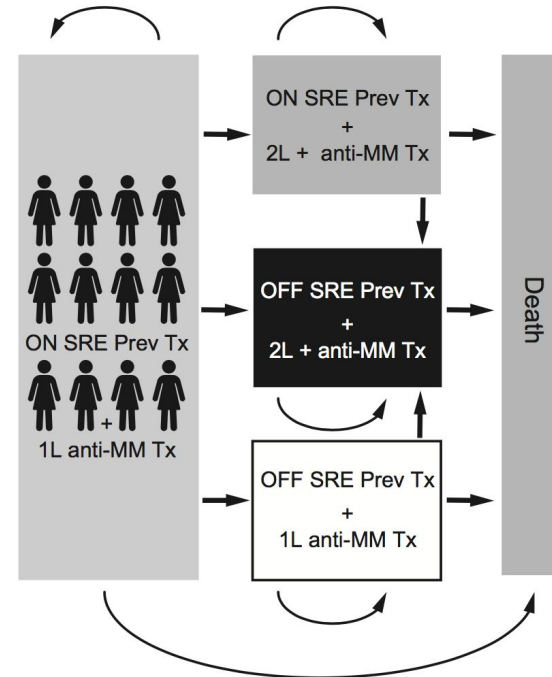 ON SRE Prev Tx
+
1L anti-MM Tx
ON SRE Prev Tx
+
2L + anti-MM Tx
OFF SRE Prev Tx
+
2L + anti-MM Tx
OFF SRE Prev Tx
+
1L anti-MM Tx
Death